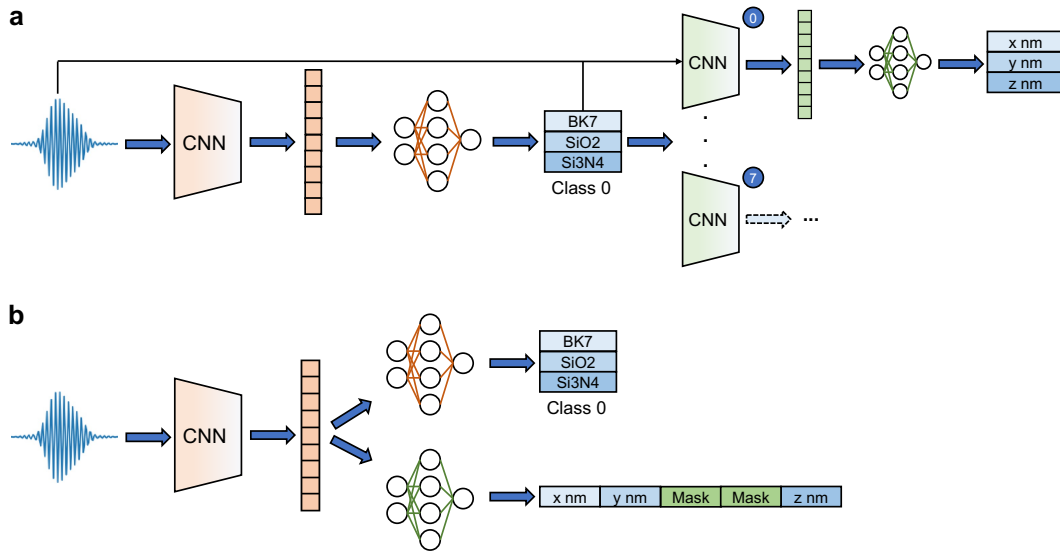 a
0
CNN
x nm
y nm
z nm
CNN
BK7
SiO2
Si3N4
Class 0
7
CNN
...
b
CNN
BK7
SiO2
Si3N4
Class 0
x nm y nm Mask Mask z nm